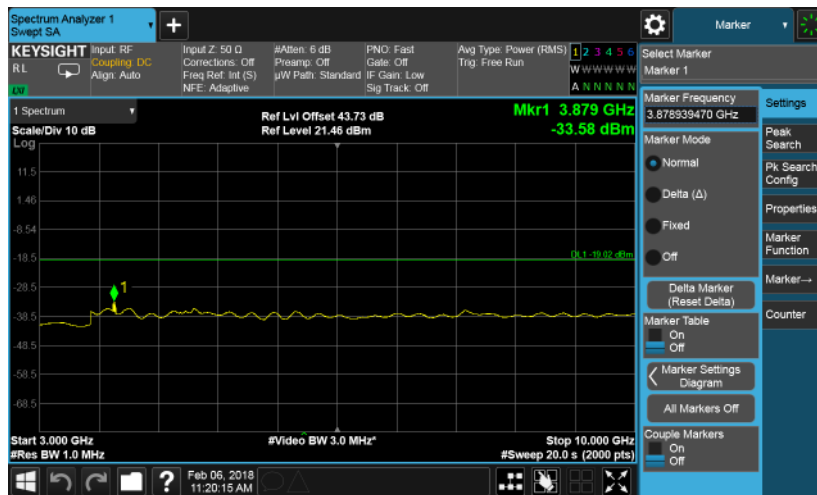 Spectrum Analyzer 1
Swept SA
+
Marker
KEYSIGHT
RL
LXI
Input: RF
Coupling: DC
Align: Auto
Input Z: 50 Ω
Corrections: Off
Freq Ref: Int (S)
NFE: Adaptive
#Atten: 6 dB
Preamp: Off
µW Path: Standard
PNO: Fast
Gate: Off
IF Gain: Low
Sig Track: Off
Avg Type: Power (RMS)
Trig: Free Run
1 2 3 4 5 6
W W W W W W
A N N N N N
Select Marker
Marker 1
1 Spectrum
Scale/Div 10 dB
Log
Ref Lvl Offset 43.73 dB
Ref Level 21.46 dBm
Mkr1 3.879 GHz
-33.58 dBm
11.5
1.46
-8.54
-18.5
-28.5
-38.5
-48.5
-58.5
-68.5
DL1 -19.02 dBm
1
Start 3.000 GHz
#Res BW 1.0 MHz
#Video BW 3.0 MHz*
Stop 10.000 GHz
#Sweep 20.0 s (2000 pts)
Marker Frequency
3.878939470 GHz
Marker Mode
Normal
Delta (Δ)
Fixed
Off
Delta Marker
(Reset Delta)
Marker Table
On
Off
Marker Settings
Diagram
All Markers Off
Couple Markers
On
Off
Settings
Peak
Search
Pk Search
Config
Properties
Marker
Function
Marker→
Counter
?
Feb 06, 2018
11:20:15 AM